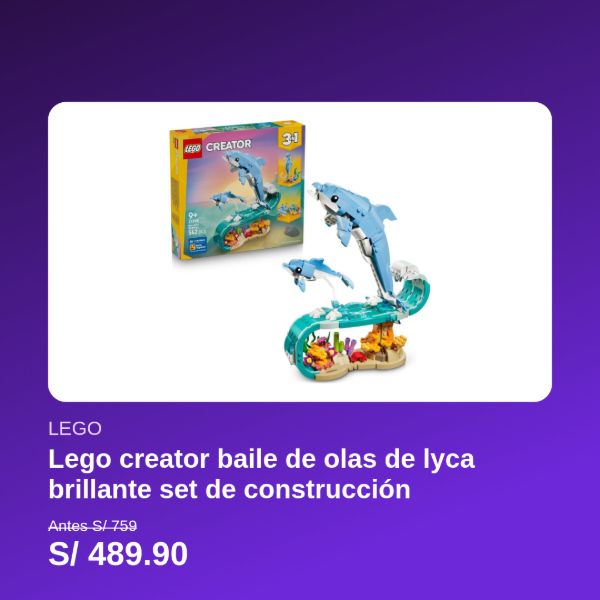 LEGO CREATOR
3in1
9+
LEGO
Lego creator baile de olas de lyca
brillante set de construcción
Antes S/ 759
S/ 489.90